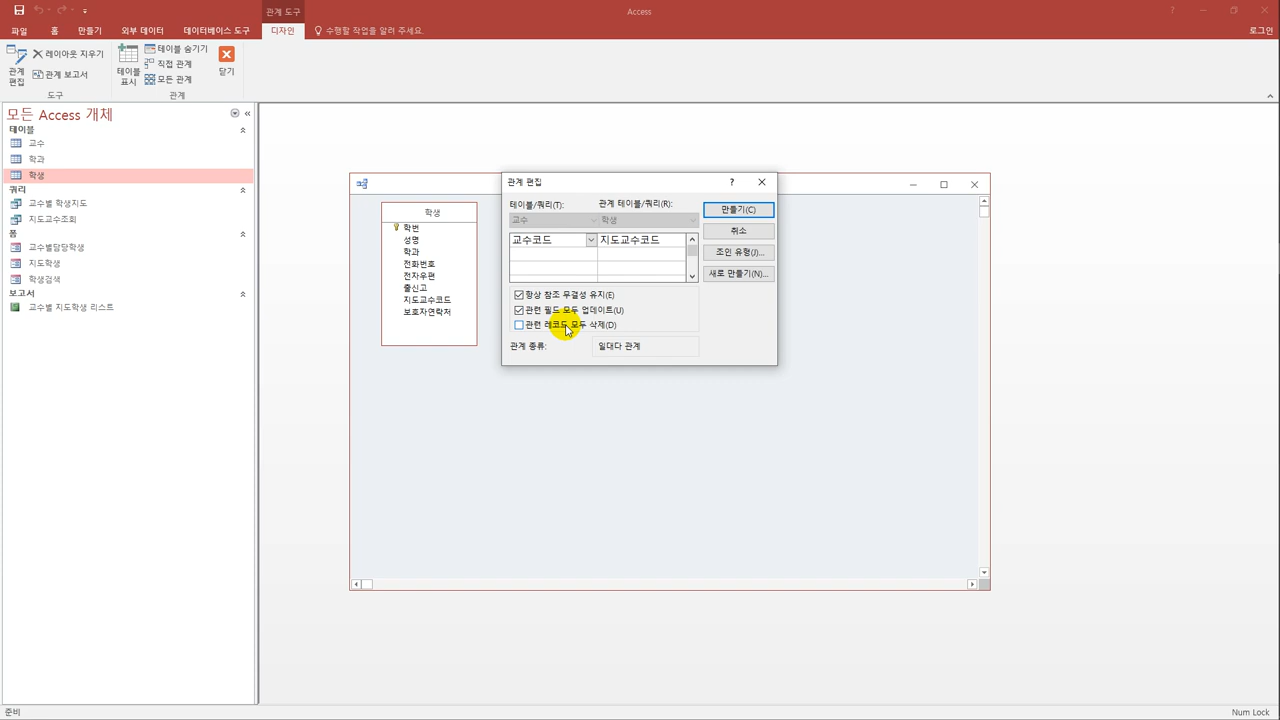 관계 도구
Access
파일
홈
만들기
외부 데이터
데이터베이스 도구
디자인
수행할 작업을 알려 주세요.
로그인
관계
편집
레이아웃 지우기
관계 보고서
도구
테이블
표시
테이블 숨기기
직접 관계
모든 관계
관계
닫기
모든 Access 개체
테이블
교수
학과
학생
쿼리
교수별 학생지도
지도교수조회
폼
교수별담당학생
지도학생
학생검색
보고서
교수별 지도학생 리스트
학생
학번
성명
학과
전화번호
전자우편
출신고
지도교수코드
보호자연락처
관계 편집
?
테이블/쿼리(T):
관계 테이블/쿼리(R):
교수
학생
교수코드
지도교수코드
만들기(C)
취소
조인 유형(J)...
새로 만들기(N)...
항상 참조 무결성 유지(E)
관련 필드 모두 업데이트(U)
관련 레코드 모두 삭제(D)
관계 종류:
일대다 관계
준비
Num Lock